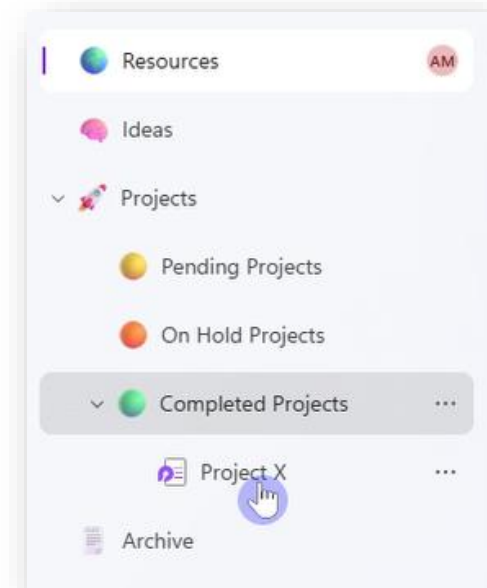 Resources AM
Ideas
Projects
Pending Projects
On Hold Projects
Completed Projects ...
Project X ...
Archive